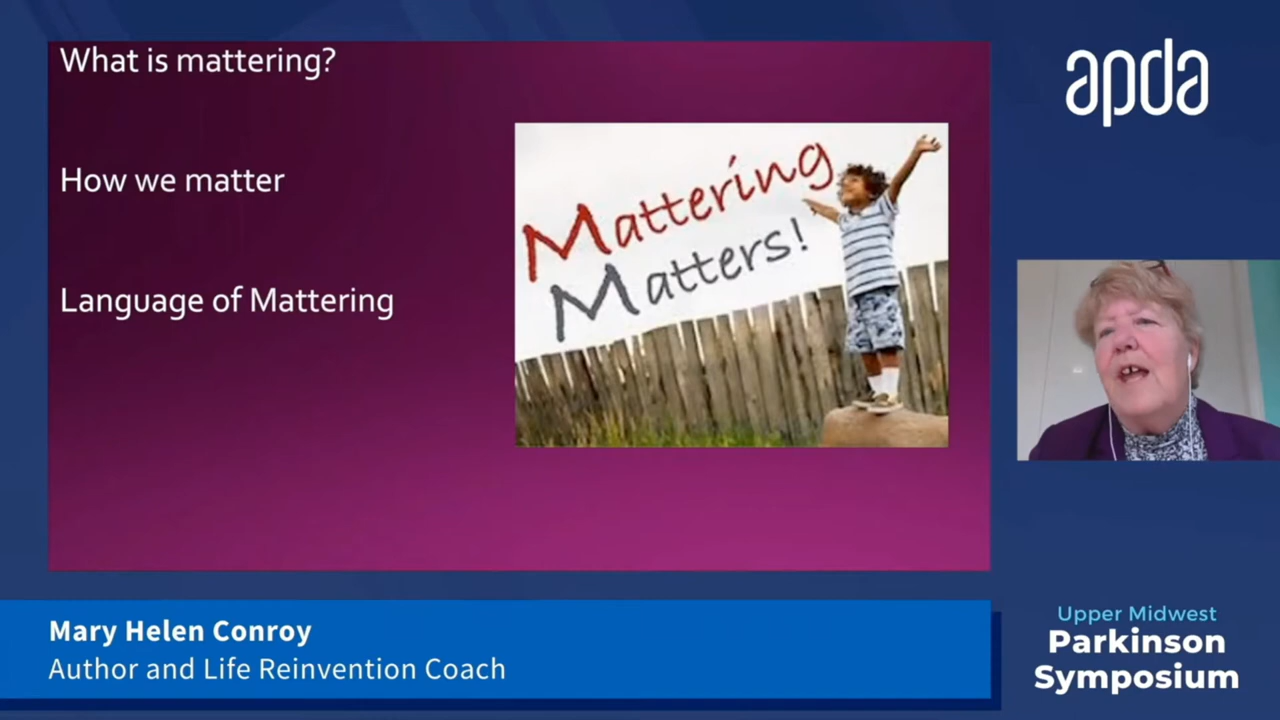 What is mattering?
How we matter
Language of Mattering
Mattering
Matters!
apda
Mary Helen Conroy
Author and Life Reinvention Coach
Upper Midwest
Parkinson
Symposium